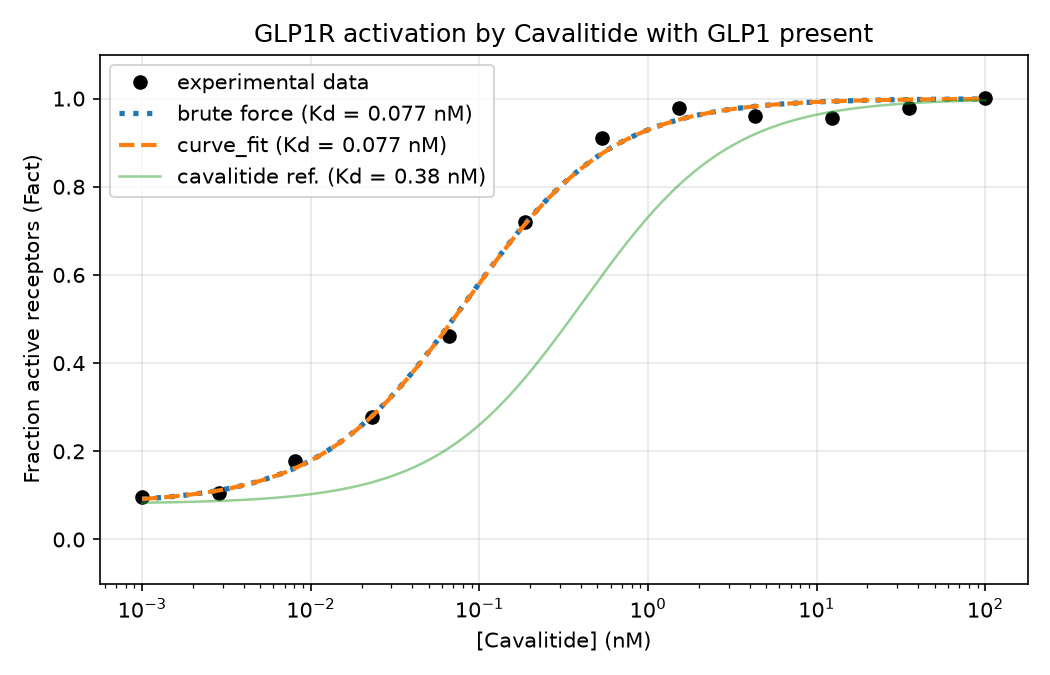 GLP1R activation by Cavalitide with GLP1 present
experimental data
brute force (Kd = 0.077 nM)
curve_fit (Kd = 0.077 nM)
cavalitide ref. (Kd = 0.38 nM)
Fraction active receptors (Fact)
1.0
0.8
0.6
0.4
0.2
0.0
10⁻³ 10⁻² 10⁻¹ 10⁰ 10¹ 10²
[Cavalitide] (nM)